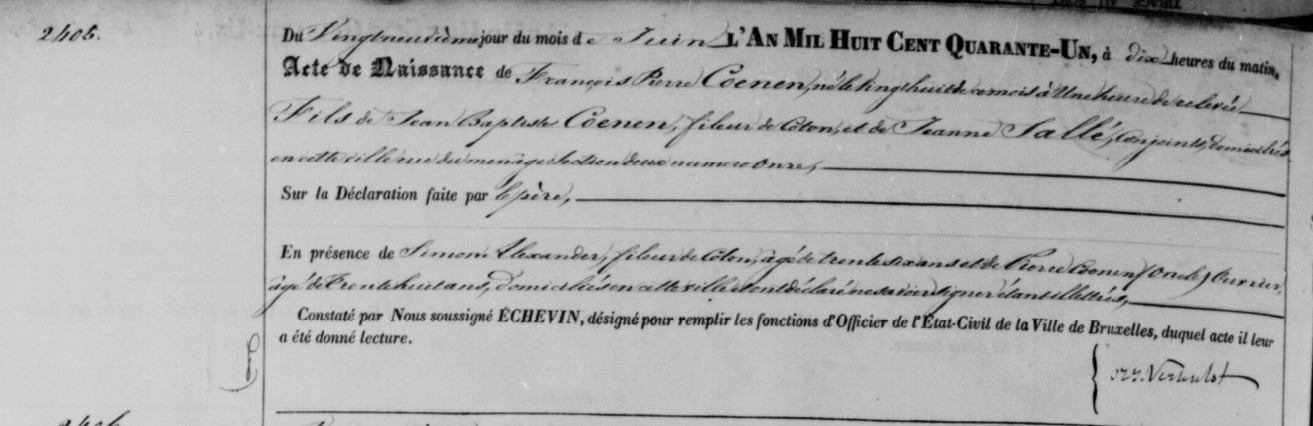 2405.
Du Vingtneuvième jour du mois de Juin L'AN MIL HUIT CENT QUARANTE-UN, à dix heures du matin.
Acte de Naissance de François Pierre Coenen, né le vingthuit de ce mois à Une heure de relevée
Fils de Jean Baptiste Coenen, fileur de Coton, et de Jeanne Sallé, Conjoints, domiciliés
en cette ville rue du menage Section deux numero onze,
Sur la Déclaration faite par le père,
En présence de Simon Alexander, fileur de Coton, âgé de trente six ans et de Pierre Coenen (Oncle) Ouvrier,
âgé de Trente huit ans, domiciliés en cette ville et ont déclaré ne savoir signer étant illettrés,
Constaté par Nous soussigné ÉCHEVIN, désigné pour remplir les fonctions d'Officier de l'État-Civil de la Ville de Bruxelles, duquel acte il leur
a été donné lecture.
Verhulst
2406